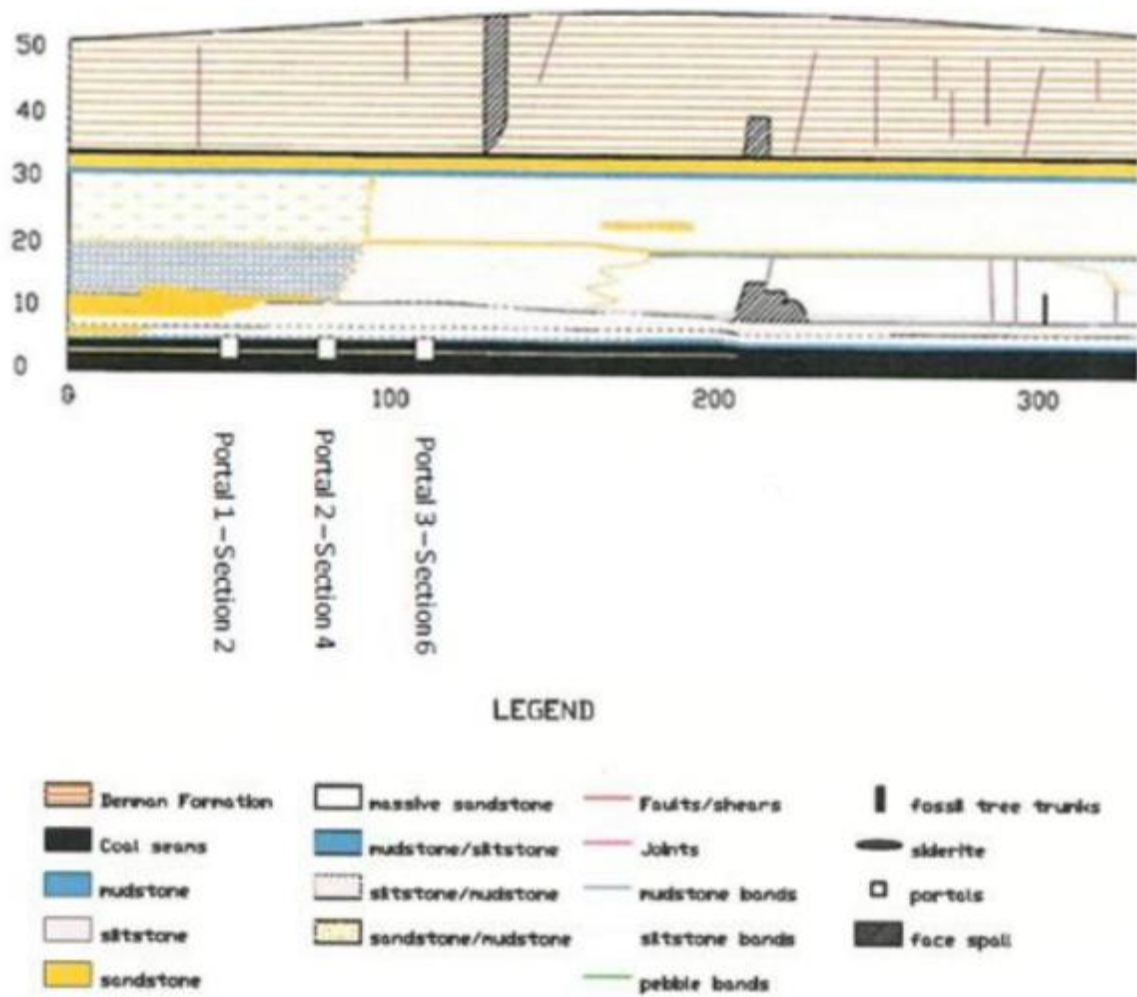 50
40
30
20
10
0
0 100 200 300
Portal 1 – Section 2
Portal 2 – Section 4
Portal 3 – Section 6
LEGEND
Denman Formation
massive sandstone
Faults/shears
fossil tree trunks
Coal seams
mudstone/siltstone
Joints
siderite
mudstone
siltstone/mudstone
mudstone bands
portals
siltstone
sandstone/mudstone
siltstone bands
face spall
sandstone
pebble bands